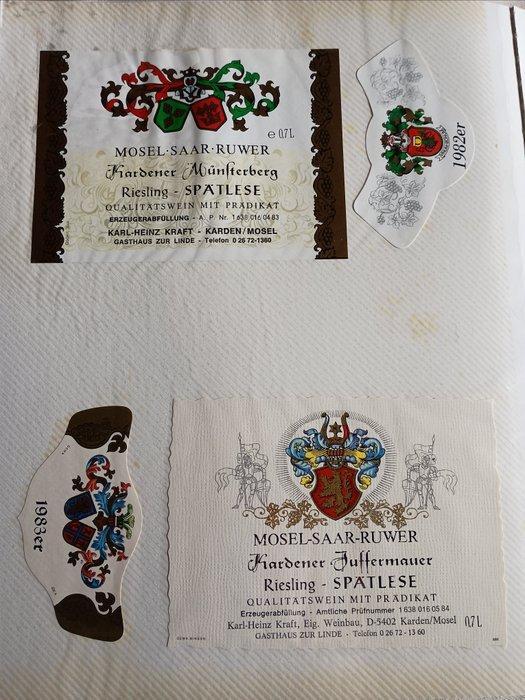 e 0,7 L
MOSEL-SAAR-RUWER
Kardener Münsterberg
Riesling - SPÄTLESE
QUALITÄTSWEIN MIT PRÄDIKAT
ERZEUGERABFÜLLUNG - A. P. Nr. 1 638 016 04 83
KARL-HEINZ KRAFT - KARDEN/MOSEL
GASTHAUS ZUR LINDE - Telefon 0 26 72-1360
1982er
1983er
MOSEL-SAAR-RUWER
Kardener Juffermauer
Riesling - SPÄTLESE
QUALITÄTSWEIN MIT PRÄDIKAT
Erzeugerabfüllung - Amtliche Prüfnummer 1 638 016 05 84
Karl-Heinz Kraft, Eig. Weinbau, D-5402 Karden/Mosel 0,7 L
GASTHAUS ZUR LINDE - Telefon 0 26 72 - 13 60